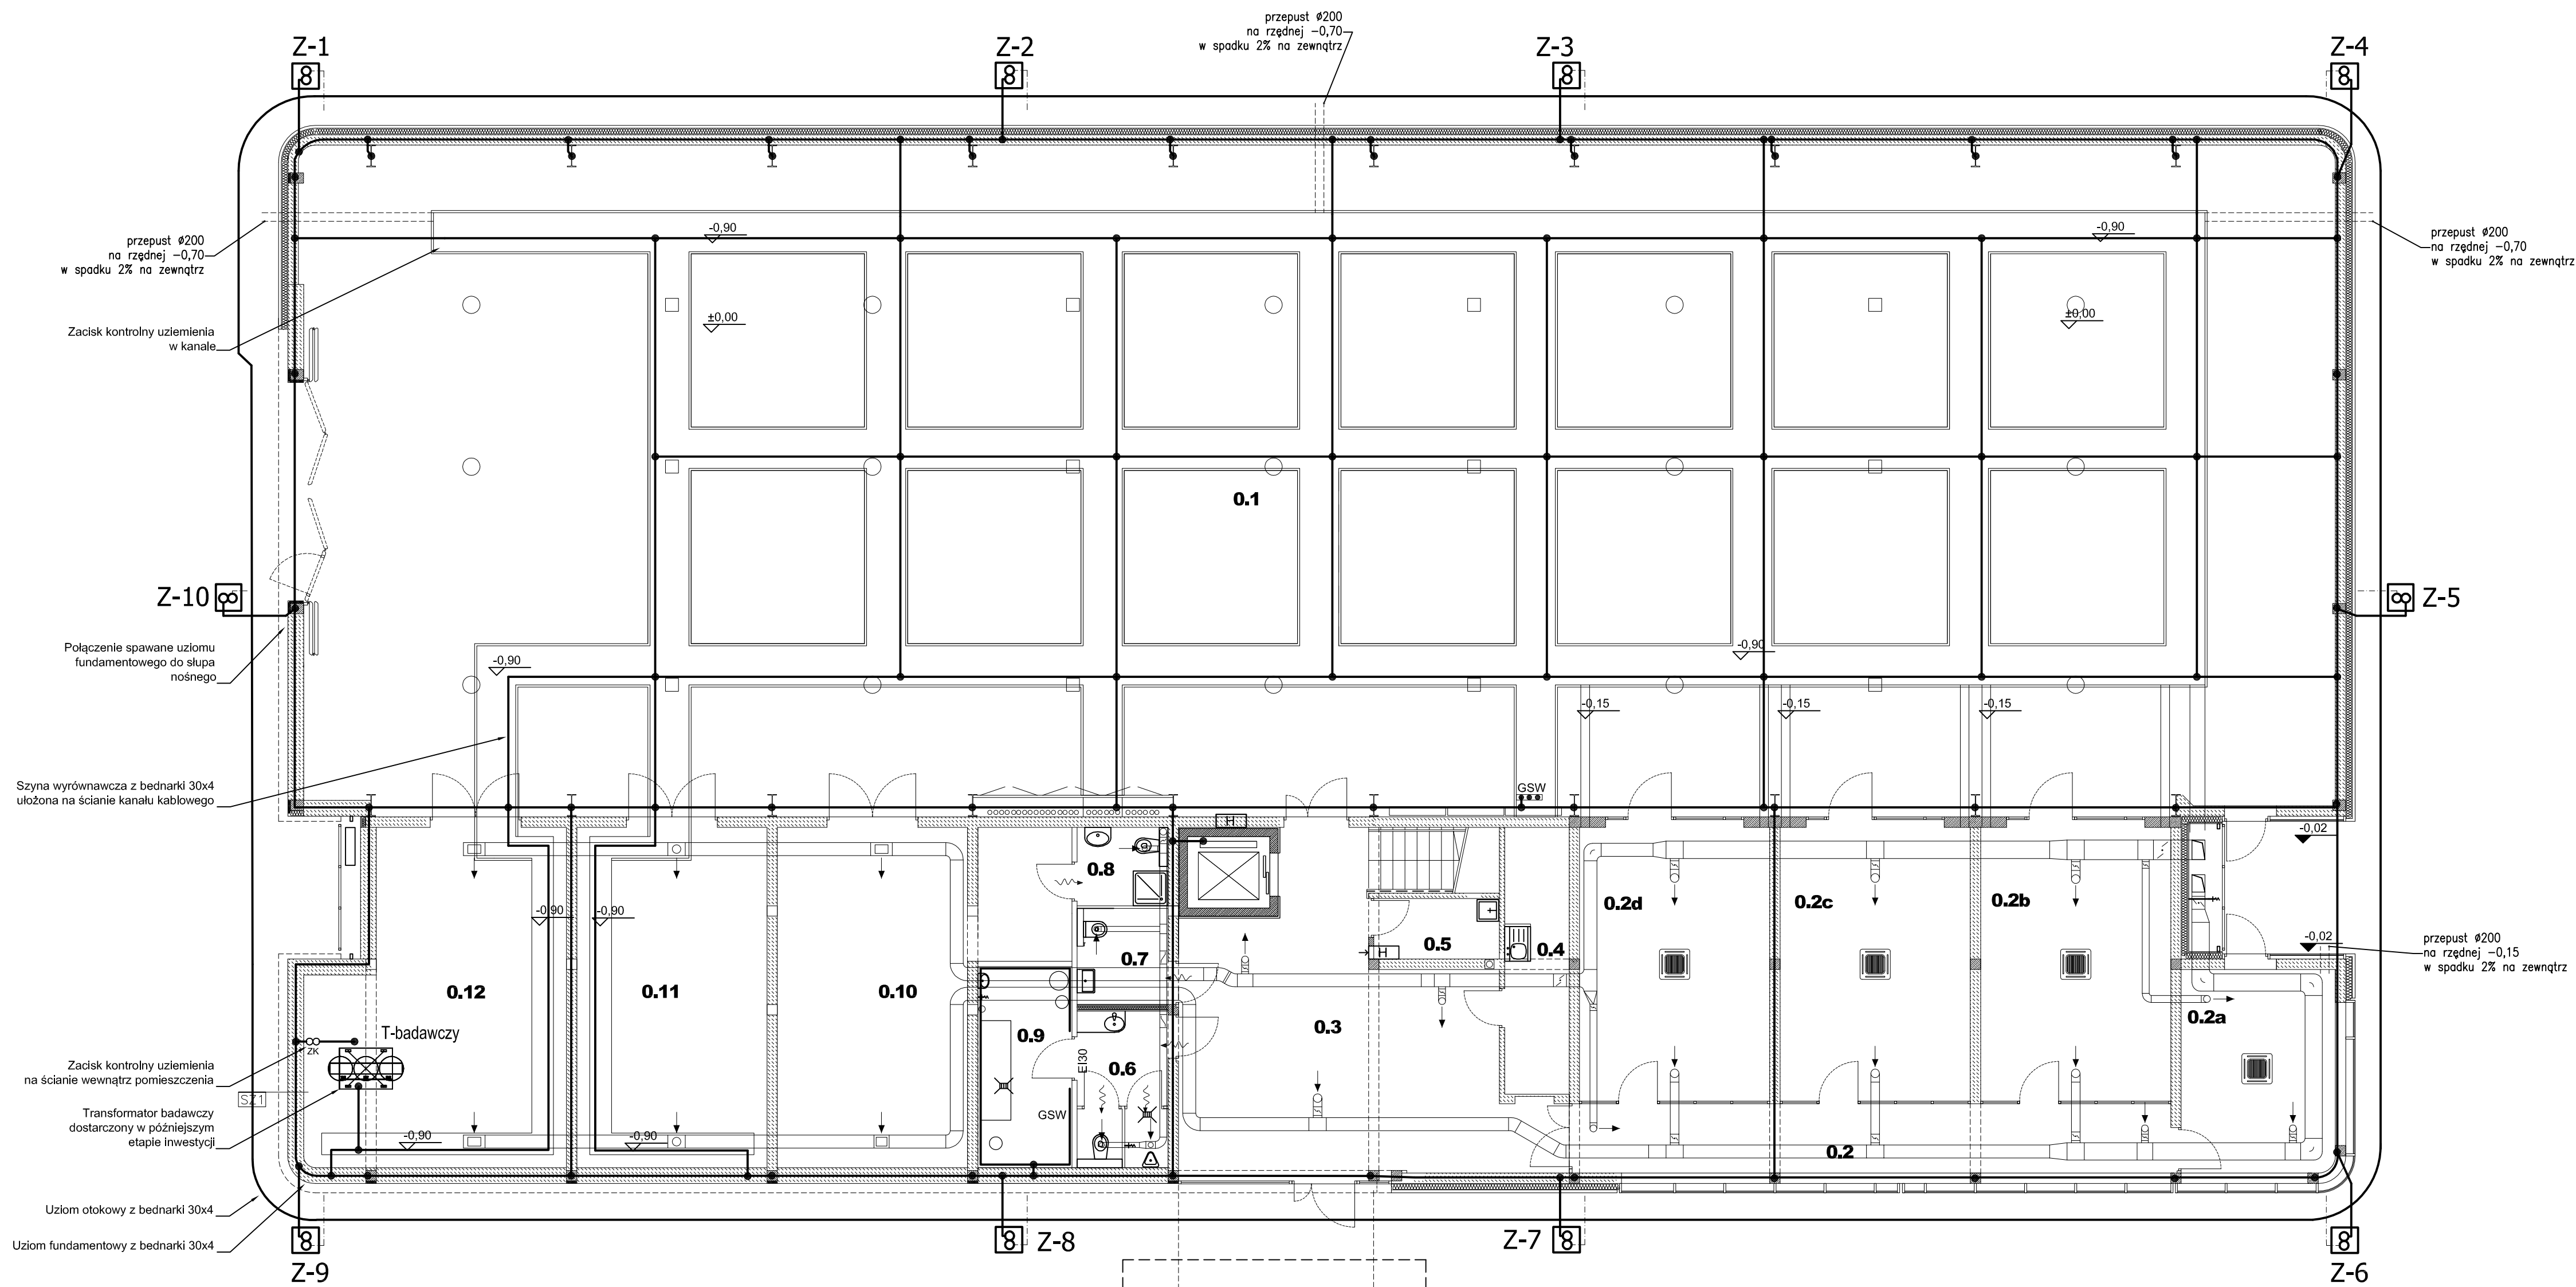 przepust ø200
na rzędnej −0,70
w spadku 2% na zewnątrz
Z-1
Z-2
Z-3
Z-4
przepust ø200
na rzędnej −0,70
w spadku 2% na zewnątrz
-0,90
-0,90
przepust ø200
na rzędnej −0,70
w spadku 2% na zewnątrz
Zacisk kontrolny uziemienia
w kanale
±0,00
±0,00
0.1
Z-10
Z-5
Połączenie spawane uziomu
fundamentowego do słupa
nośnego
-0,90
-0,90
-0,15
-0,15
-0,15
Szyna wyrównawcza z bednarki 30x4
ułożona na ścianie kanału kablowego
GSW
H
-0,02
0.8
0.2d
0.2c
0.2b
-0,90
-0,90
0.7
H
0.5
0.4
-0,02
przepust ø200
na rzędnej −0,15
w spadku 2% na zewnątrz
0.12
0.11
0.10
0.9
0.3
0.2a
T-badawczy
ZK
Zacisk kontrolny uziemienia
na ścianie wewnątrz pomieszczenia
EI30
0.6
SZ1
Transformator badawczy
dostarczony w późniejszym
etapie inwestycji
GSW
-0,90
-0,90
0.2
Uziom otokowy z bednarki 30x4
Uziom fundamentowy z bednarki 30x4
Z-9
Z-8
Z-7
Z-6